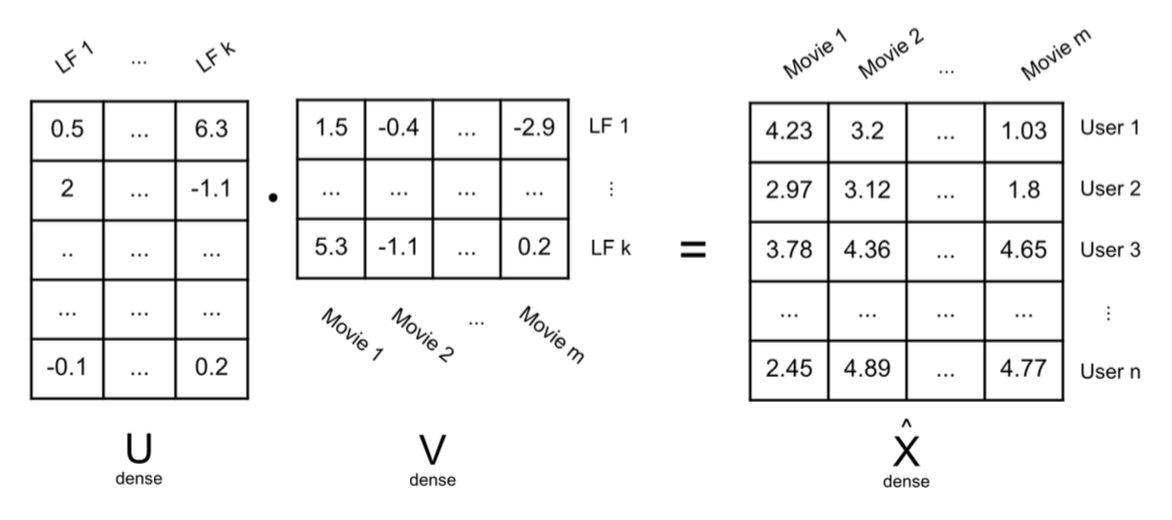 LF 1 ... LF k
0.5 ... 6.3
2 ... -1.1
.. ... ...
... ... ...
-0.1 ... 0.2
U
dense
•
1.5 -0.4 ... -2.9 LF 1
... ... ... ... ⋮
5.3 -1.1 ... 0.2 LF k
Movie 1 Movie 2 ... Movie m
V
dense
=
Movie 1 Movie 2 ... Movie m
4.23 3.2 ... 1.03 User 1
2.97 3.12 ... 1.8 User 2
3.78 4.36 ... 4.65 User 3
... ... ... ... ⋮
2.45 4.89 ... 4.77 User n
X̂
dense